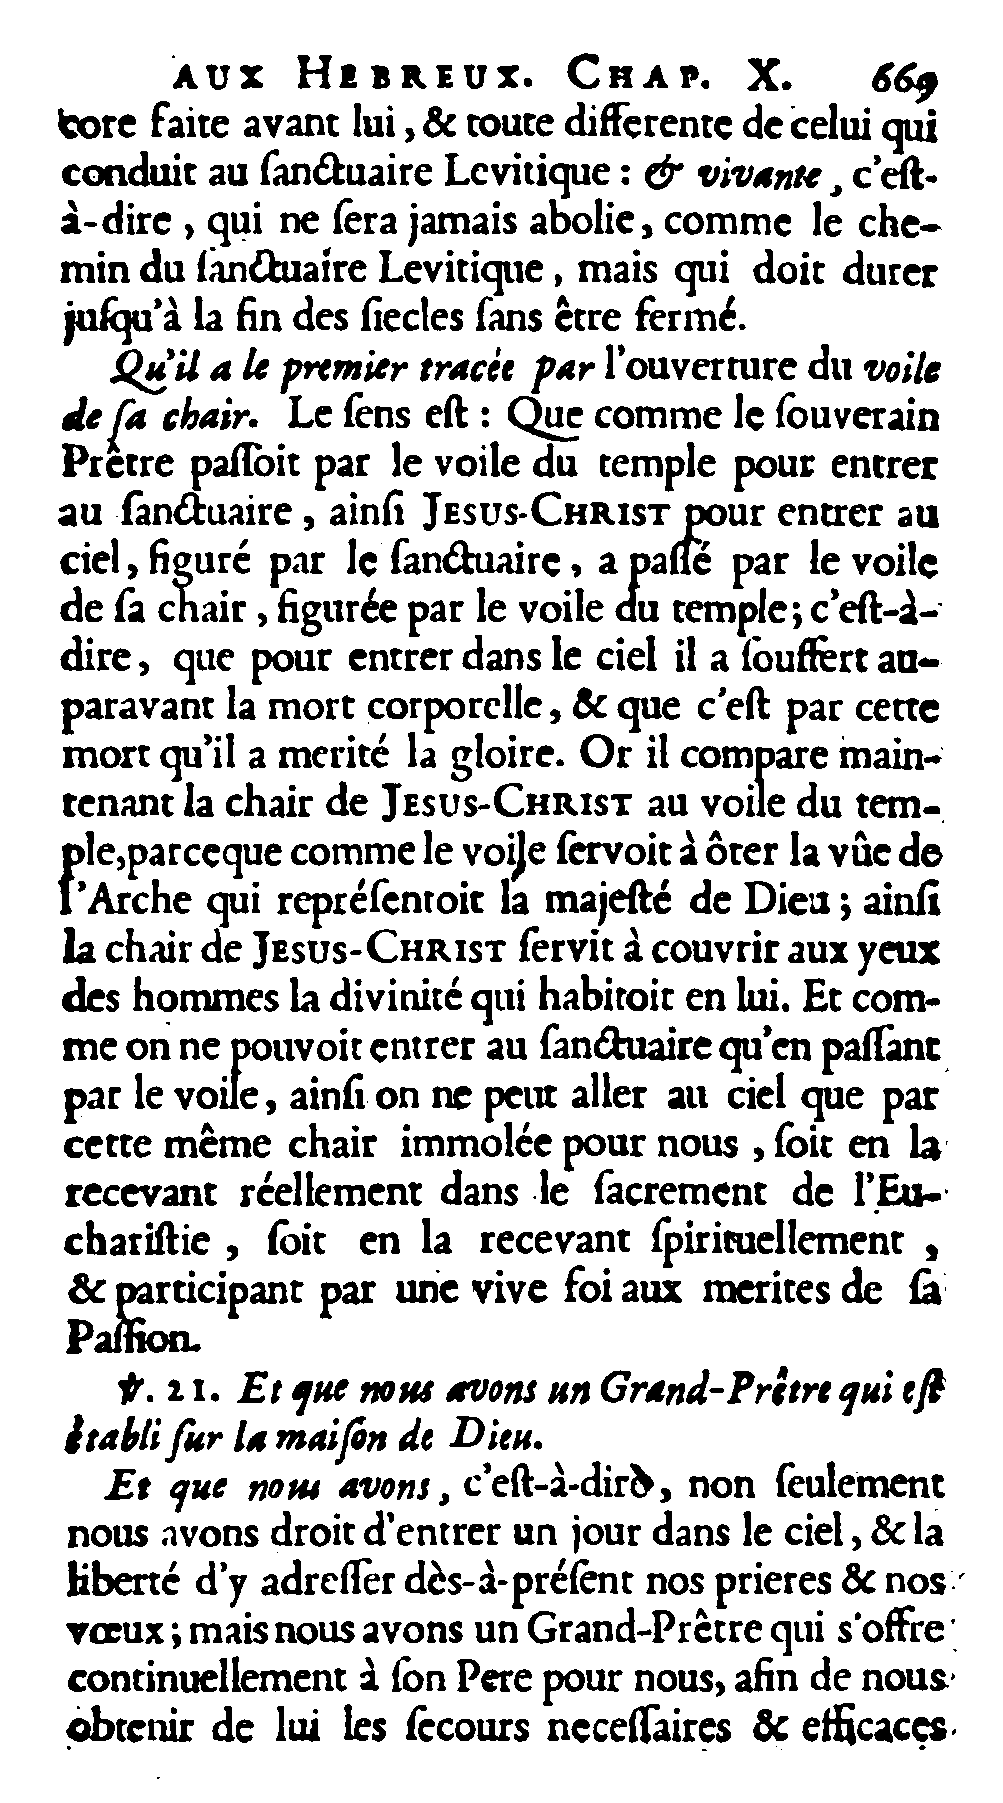 AUX HEBREUX. CHAP. X. 669
core faite avant lui, & toute differente de celui qui
conduit au ſanctuaire Levitique : & vivante, c'eſt-
à-dire, qui ne ſera jamais abolie, comme le che-
min du ſanctuaire Levitique, mais qui doit durer
juſqu'à la fin des ſiecles ſans être fermé.
Qu'il a le premier tracée par l'ouverture du voile
de ſa chair. Le ſens eſt : Que comme le ſouverain
Prêtre paſſoit par le voile du temple pour entrer
au ſanctuaire, ainſi JESUS-CHRIST pour entrer au
ciel, figuré par le ſanctuaire, a paſſé par le voile
de ſa chair, figurée par le voile du temple; c'eſt-à-
dire, que pour entrer dans le ciel il a ſouffert au-
paravant la mort corporelle, & que c'eſt par cette
mort qu'il a merité la gloire. Or il compare main-
tenant la chair de JESUS-CHRIST au voile du tem-
ple, parceque comme le voile ſervoit à ôter la vûe de
l'Arche qui repréſentoit la majeſté de Dieu ; ainſi
la chair de JESUS-CHRIST ſervit à couvrir aux yeux
des hommes la divinité qui habitoit en lui. Et com-
me on ne pouvoit entrer au ſanctuaire qu'en paſſant
par le voile, ainſi on ne peut aller au ciel que par
cette même chair immolée pour nous, ſoit en la
recevant réellement dans le ſacrement de l'Eu-
chariſtie, ſoit en la recevant ſpirituellement,
& participant par une vive foi aux merites de ſa
Paſſion.
℣. 21. Et que nous avons un Grand-Prêtre qui eſt
établi ſur la maiſon de Dieu.
Et que nous avons, c'eſt-à-dire, non ſeulement
nous avons droit d'entrer un jour dans le ciel, & la
liberté d'y adreſſer dès-à-préſent nos prieres & nos
vœux ; mais nous avons un Grand-Prêtre qui s'offre
continuellement à ſon Pere pour nous, afin de nous
obtenir de lui les ſecours neceſſaires & efficaces